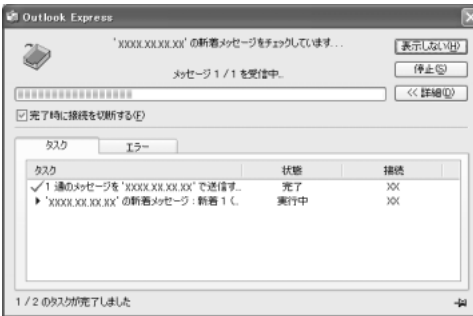 Outlook Express
'xxxx.xx.xx.xx' の新着メッセージをチェックしています...
表示しない(H)
メッセージ 1 / 1 を受信中..
停止(S)
<< 詳細(D)
完了時に接続を切断する(F)
タスク エラー
タスク 状態 接続
1 通のメッセージを 'xxxx.xx.xx.xx' で送信す... 完了 XX
'xxxx.xx.xx.xx' の新着メッセージ : 新着 1 (.. 実行中 XX
1 / 2 のタスクが完了しました